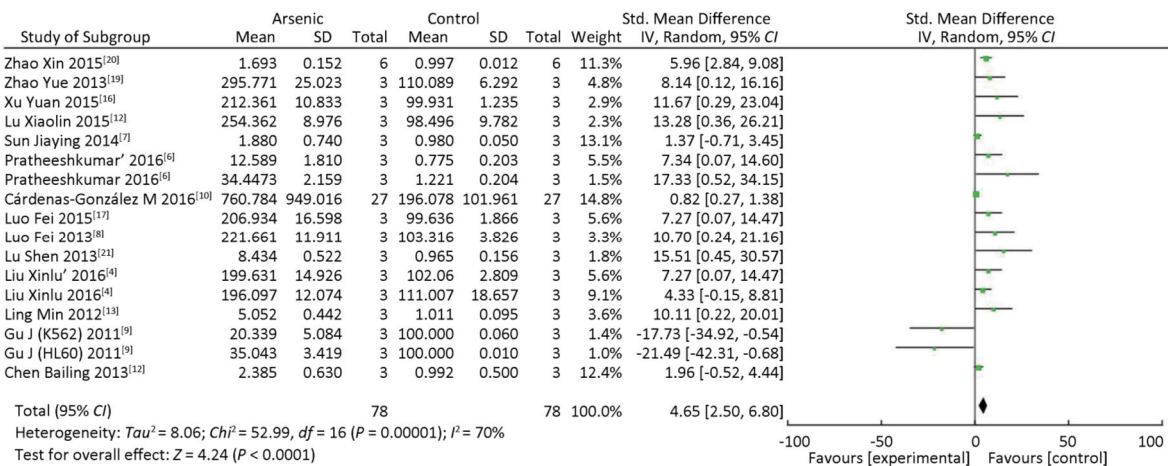 Arsenic Control Std. Mean Difference Std. Mean Difference
Study of Subgroup Mean SD Total Mean SD Total Weight IV, Random, 95% CI IV, Random, 95% CI
Zhao Xin 2015[20] 1.693 0.152 6 0.997 0.012 6 11.3% 5.96 [2.84, 9.08]
Zhao Yue 2013[19] 295.771 25.023 3 110.089 6.292 3 4.8% 8.14 [0.12, 16.16]
Xu Yuan 2015[16] 212.361 10.833 3 99.931 1.235 3 2.9% 11.67 [0.29, 23.04]
Lu Xiaolin 2015[12] 254.362 8.976 3 98.496 9.782 3 2.3% 13.28 [0.36, 26.21]
Sun Jiaying 2014[7] 1.880 0.740 3 0.980 0.050 3 13.1% 1.37 [-0.71, 3.45]
Pratheeshkumar’ 2016[6] 12.589 1.810 3 0.775 0.203 3 5.5% 7.34 [0.07, 14.60]
Pratheeshkumar 2016[6] 34.4473 2.159 3 1.221 0.204 3 1.5% 17.33 [0.52, 34.15]
Cárdenas-González M 2016[10] 760.784 949.016 27 196.078 101.961 27 14.8% 0.82 [0.27, 1.38]
Luo Fei 2015[17] 206.934 16.598 3 99.636 1.866 3 5.6% 7.27 [0.07, 14.47]
Luo Fei 2013[8] 221.661 11.911 3 103.316 3.826 3 3.3% 10.70 [0.24, 21.16]
Lu Shen 2013[21] 8.434 0.522 3 0.965 0.156 3 1.8% 15.51 [0.45, 30.57]
Liu Xinlu’ 2016[4] 199.631 14.926 3 102.06 2.809 3 5.6% 7.27 [0.07, 14.47]
Liu Xinlu 2016[4] 196.097 12.074 3 111.007 18.657 3 9.1% 4.33 [-0.15, 8.81]
Ling Min 2012[13] 5.052 0.442 3 1.011 0.095 3 3.6% 10.11 [0.22, 20.01]
Gu J (K562) 2011[9] 20.339 5.084 3 100.000 0.060 3 1.4% -17.73 [-34.92, -0.54]
Gu J (HL60) 2011[9] 35.043 3.419 3 100.000 0.010 3 1.0% -21.49 [-42.31, -0.68]
Chen Bailing 2013[12] 2.385 0.630 3 0.992 0.500 3 12.4% 1.96 [-0.52, 4.44]
Total (95% CI) 78 78 100.0% 4.65 [2.50, 6.80]
Heterogeneity: Tau² = 8.06; Chi² = 52.99, df = 16 (P = 0.00001); I² = 70%
Test for overall effect: Z = 4.24 (P < 0.0001)
-100 -50 0 50 100
Favours [experimental] Favours [control]